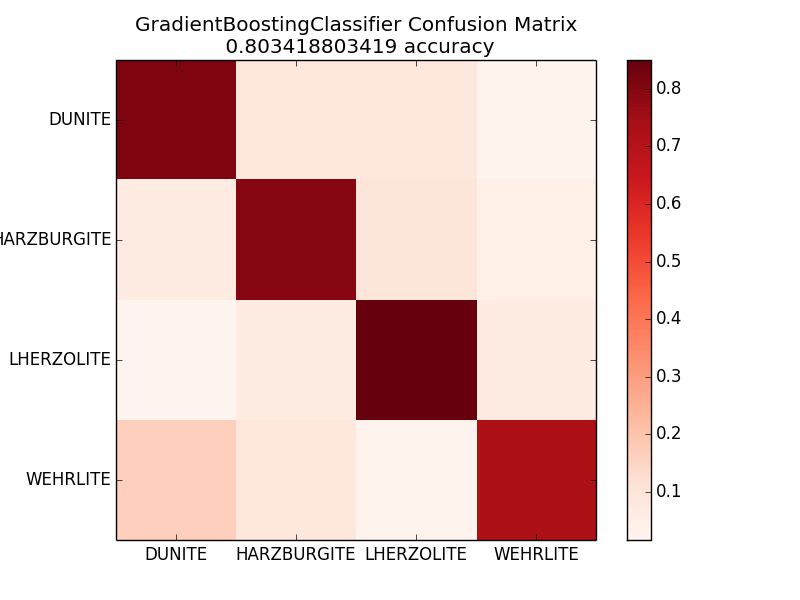 GradientBoostingClassifier Confusion Matrix
0.803418803419 accuracy
DUNITE
HARZBURGITE
LHERZOLITE
WEHRLITE
DUNITE HARZBURGITE LHERZOLITE WEHRLITE
0.8
0.7
0.6
0.5
0.4
0.3
0.2
0.1